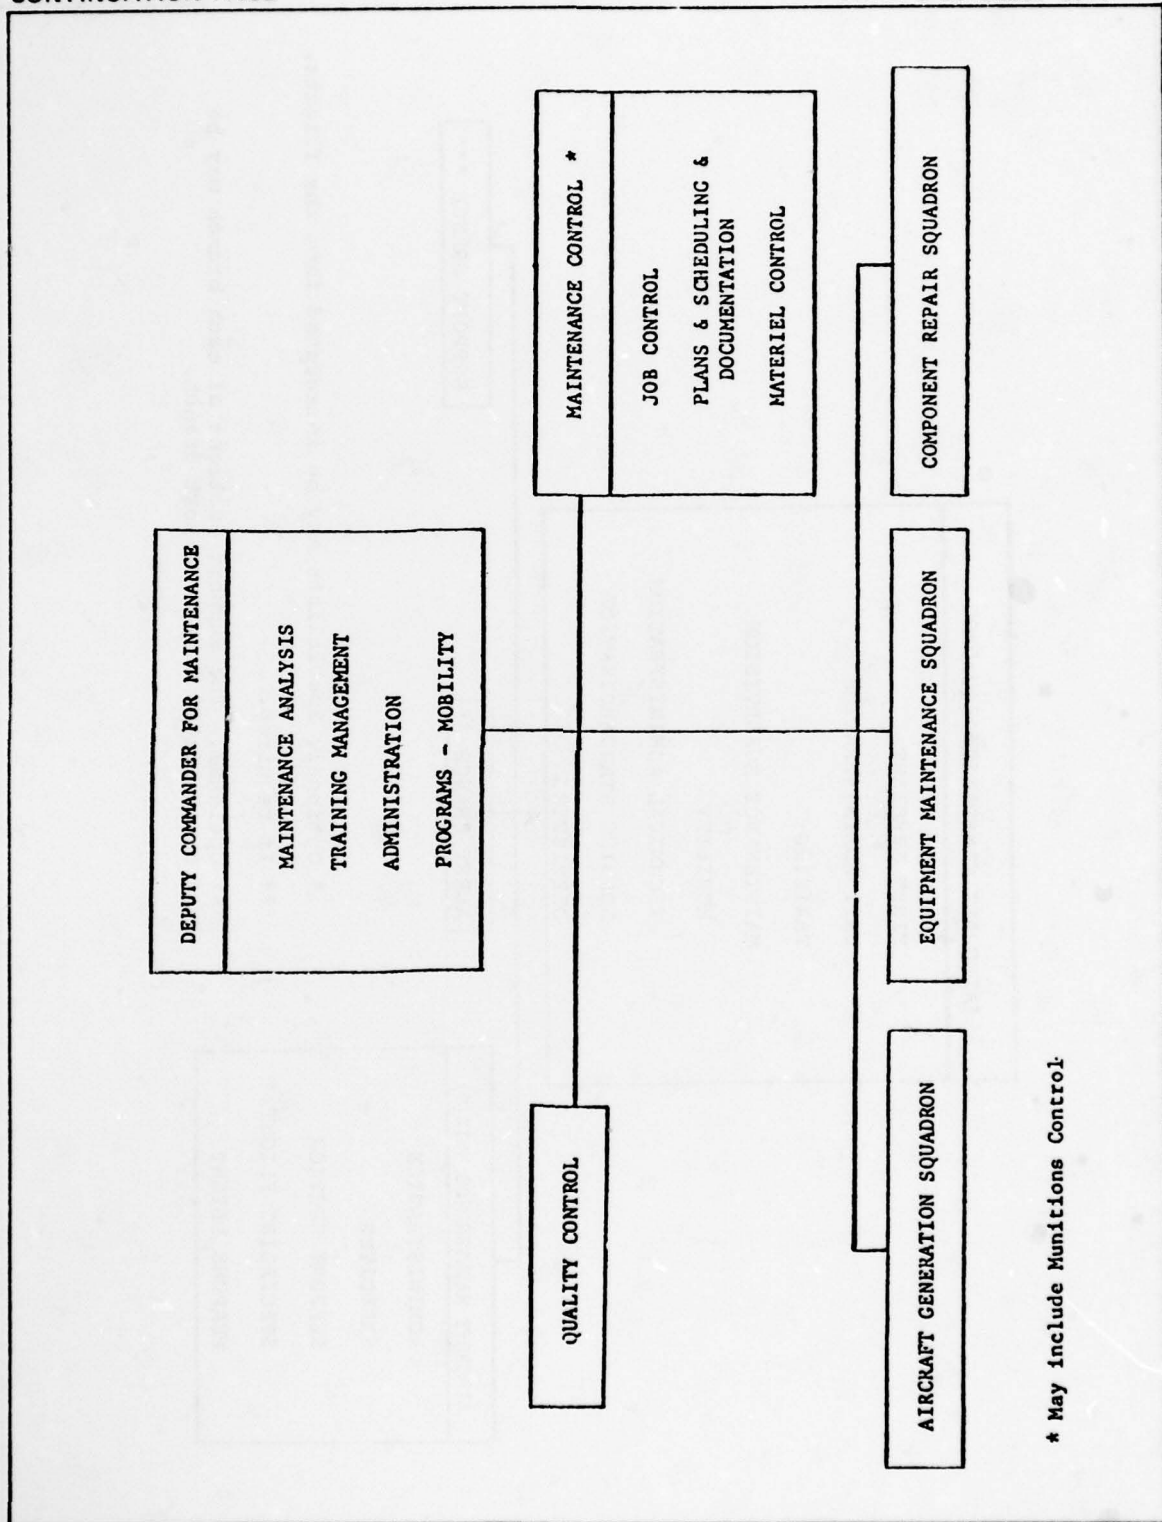 DEPUTY COMMANDER FOR MAINTENANCE
MAINTENANCE ANALYSIS
TRAINING MANAGEMENT
ADMINISTRATION
PROGRAMS - MOBILITY
QUALITY CONTROL
MAINTENANCE CONTROL *
JOB CONTROL
PLANS & SCHEDULING &
DOCUMENTATION
MATERIEL CONTROL
AIRCRAFT GENERATION SQUADRON
EQUIPMENT MAINTENANCE SQUADRON
COMPONENT REPAIR SQUADRON
* May include Munitions Control